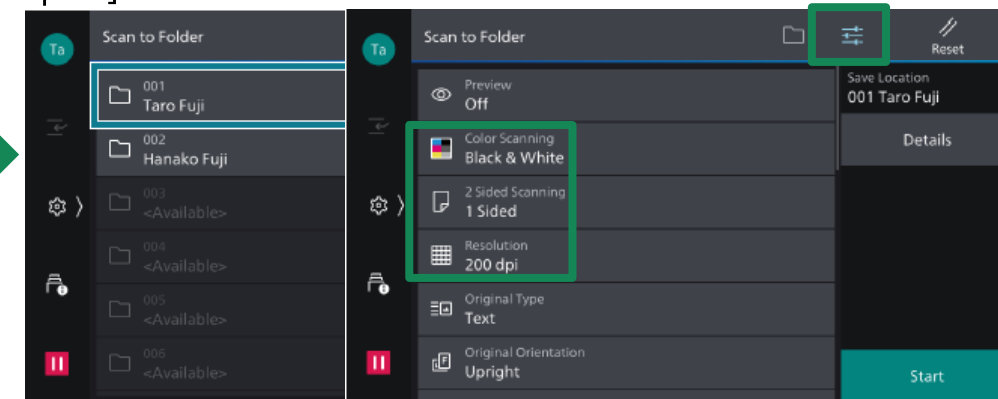 Ta
Scan to Folder
001
Taro Fuji
002
Hanako Fuji
003
<Available>
004
<Available>
005
<Available>
006
<Available>
Ta
Scan to Folder
Reset
Preview
Off
Color Scanning
Black & White
2 Sided Scanning
1 Sided
Resolution
200 dpi
Original Type
Text
Original Orientation
Upright
Save Location
001 Taro Fuji
Details
Start